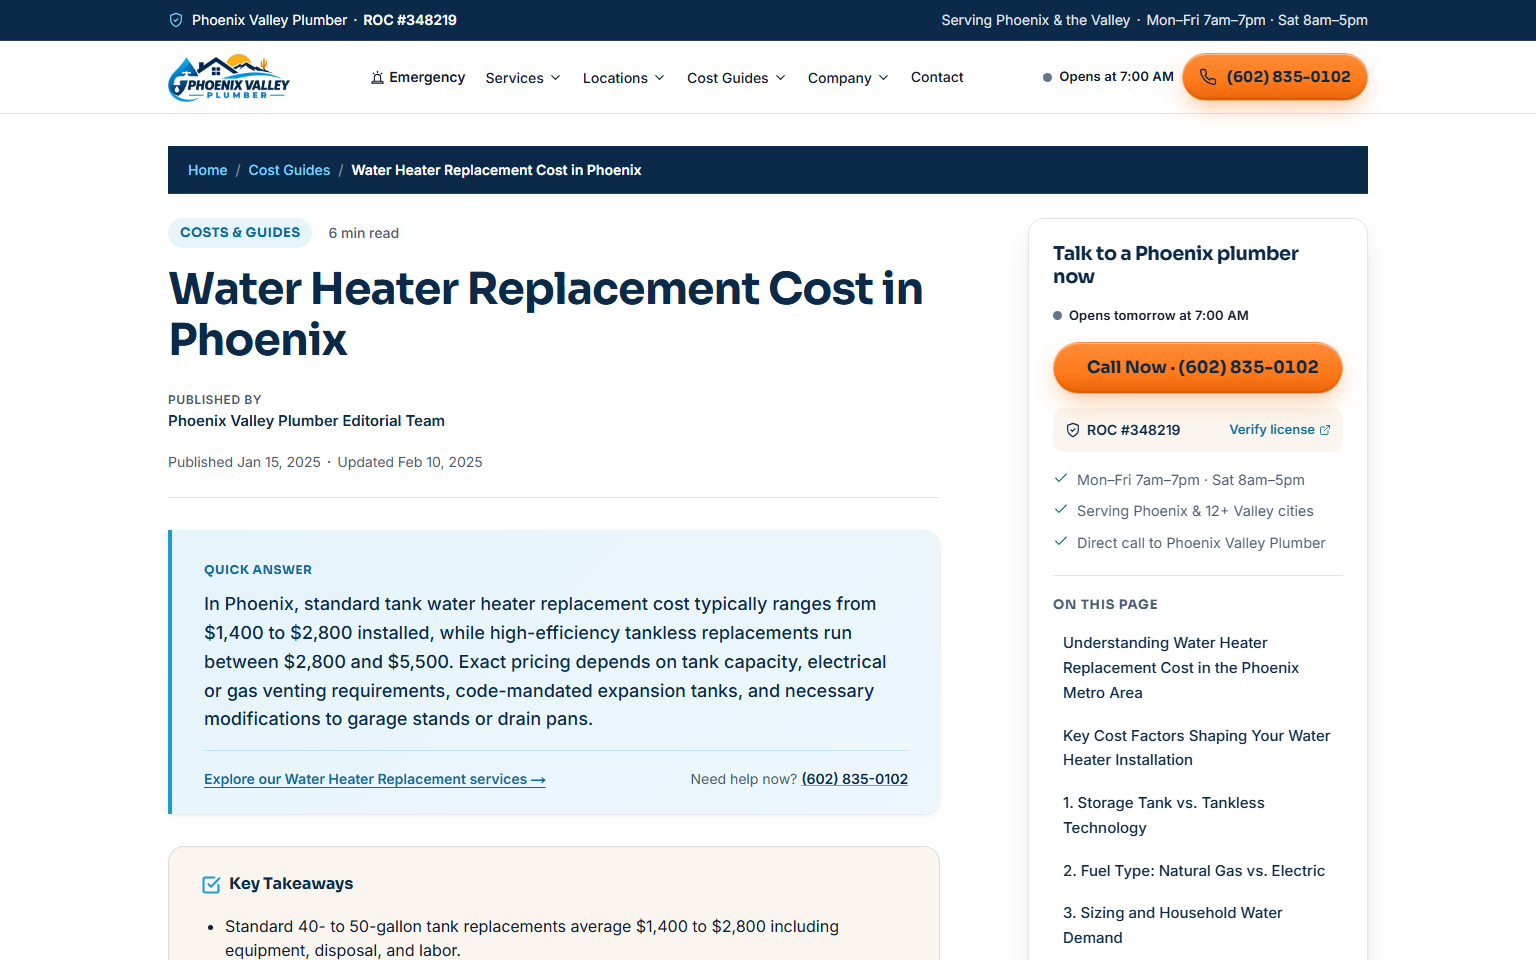 Phoenix Valley Plumber · ROC #348219
Serving Phoenix & the Valley · Mon–Fri 7am–7pm · Sat 8am–5pm
PHOENIX VALLEY
PLUMBER
Emergency
Services
Locations
Cost Guides
Company
Contact
Opens at 7:00 AM
(602) 835-0102
Home / Cost Guides / Water Heater Replacement Cost in Phoenix
COSTS & GUIDES
6 min read
Water Heater Replacement Cost in
Phoenix
PUBLISHED BY
Phoenix Valley Plumber Editorial Team
Published Jan 15, 2025 · Updated Feb 10, 2025
QUICK ANSWER
In Phoenix, standard tank water heater replacement cost typically ranges from
$1,400 to $2,800 installed, while high-efficiency tankless replacements run
between $2,800 and $5,500. Exact pricing depends on tank capacity, electrical
or gas venting requirements, code-mandated expansion tanks, and necessary
modifications to garage stands or drain pans.
Explore our Water Heater Replacement services →
Need help now? (602) 835-0102
Key Takeaways
• Standard 40- to 50-gallon tank replacements average $1,400 to $2,800 including
equipment, disposal, and labor.
Talk to a Phoenix plumber
now
Opens tomorrow at 7:00 AM
Call Now · (602) 835-0102
ROC #348219
Verify license
Mon–Fri 7am–7pm · Sat 8am–5pm
Serving Phoenix & 12+ Valley cities
Direct call to Phoenix Valley Plumber
ON THIS PAGE
Understanding Water Heater
Replacement Cost in the Phoenix
Metro Area
Key Cost Factors Shaping Your Water
Heater Installation
1. Storage Tank vs. Tankless
Technology
2. Fuel Type: Natural Gas vs. Electric
3. Sizing and Household Water
Demand